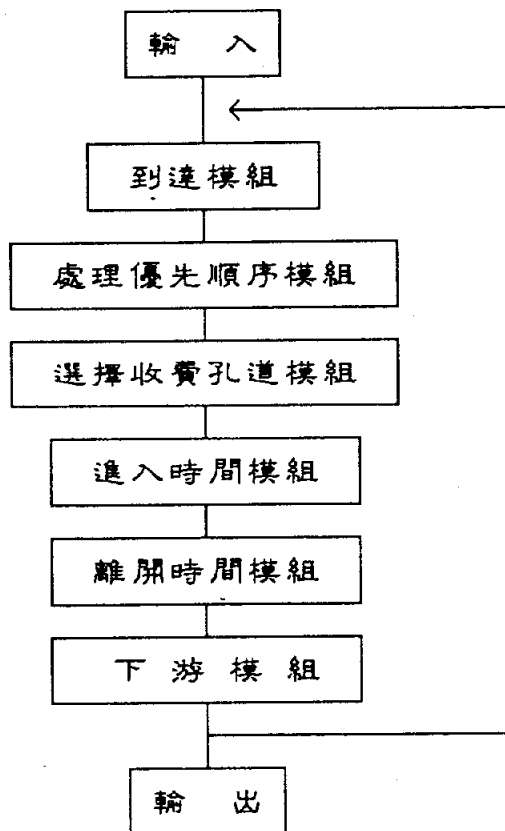 輸 入
到達模組
處理優先順序模組
選擇收費孔道模組
進入時間模組
離開時間模組
下游模組
輸 出